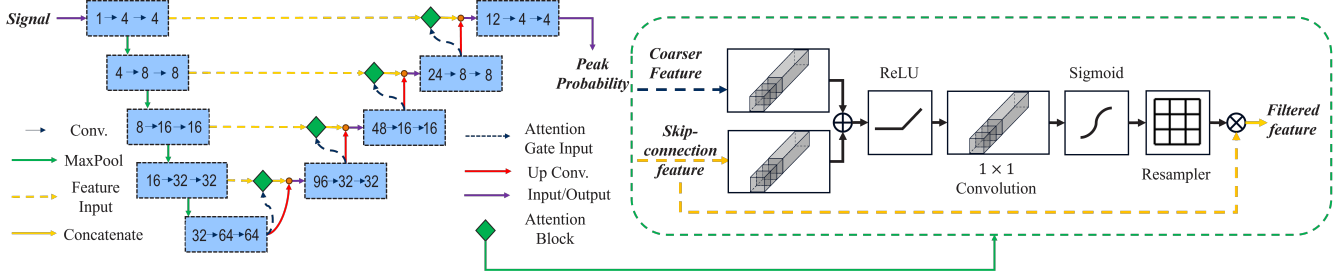 Signal
1→4→4
12→4→4
4→8→8
24→8→8
Peak
Probability
8→16→16
48→16→16
16→32→32
96→32→32
32→64→64
Conv.
MaxPool
Feature
Input
Concatenate
Attention
Gate Input
Up Conv.
Input/Output
Attention
Block
Coarser
Feature
Skip-
connection
feature
ReLU
1 × 1
Convolution
Sigmoid
Resampler
Filtered
feature